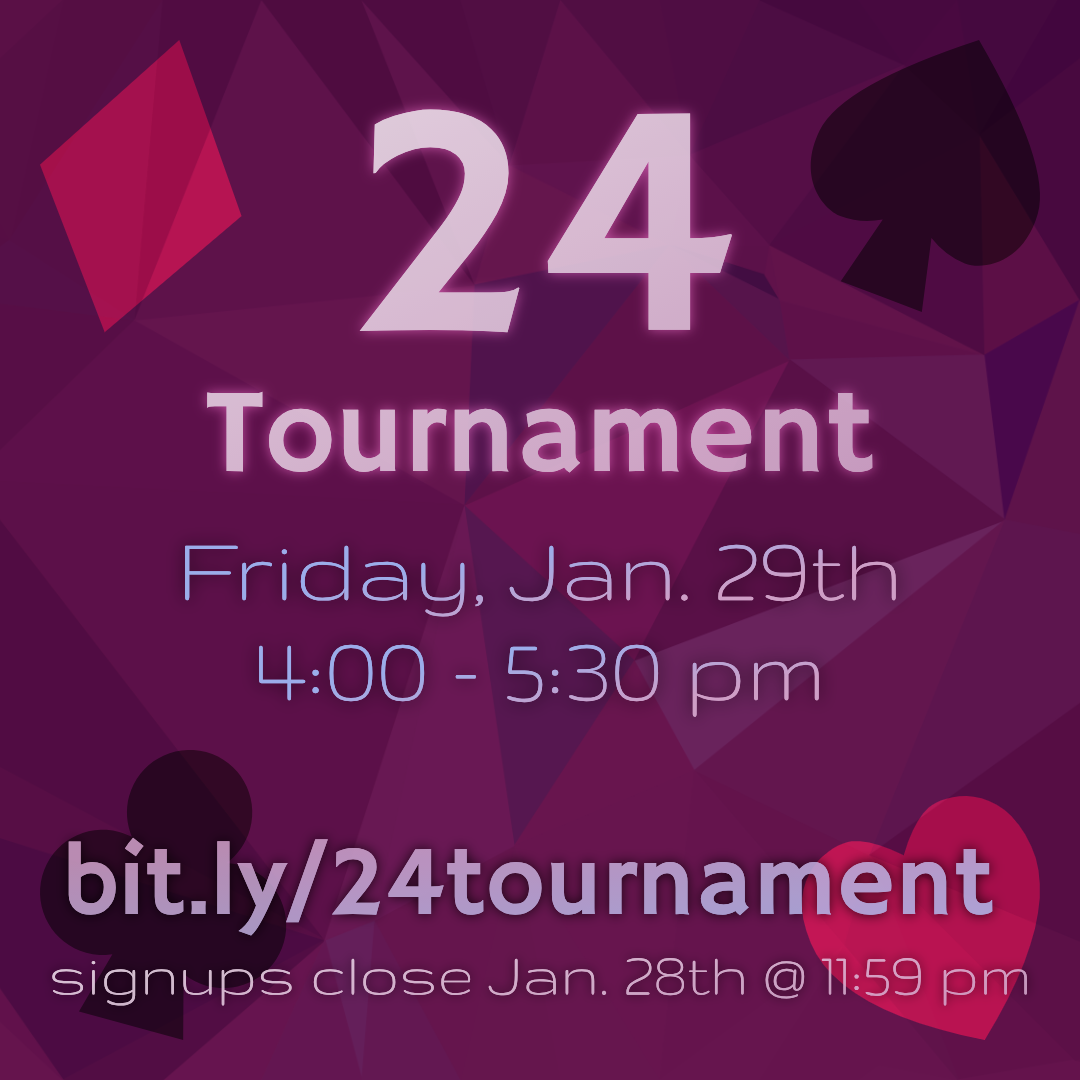 24
Tournament
Friday, Jan. 29th
4:00 - 5:30 pm
bit.ly/24tournament
signups close Jan. 28th @ 11:59 pm